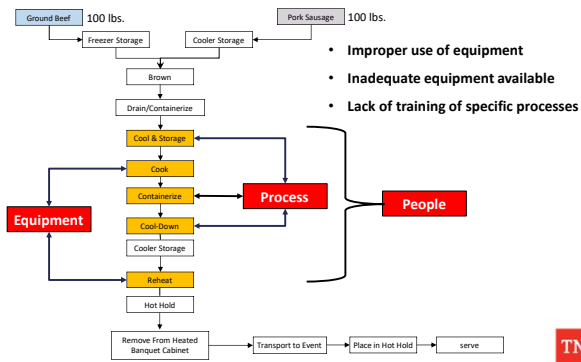 Ground Beef 100 lbs.
Pork Sausage 100 lbs.
Freezer Storage
Cooler Storage
• Improper use of equipment
• Inadequate equipment available
• Lack of training of specific processes
Brown
Drain/Containerize
Cool & Storage
Cook
Containerize
Process
People
Equipment
Cool-Down
Cooler Storage
Reheat
Hot Hold
Remove From Heated
Banquet Cabinet
Transport to Event
Place in Hot Hold
serve
TN